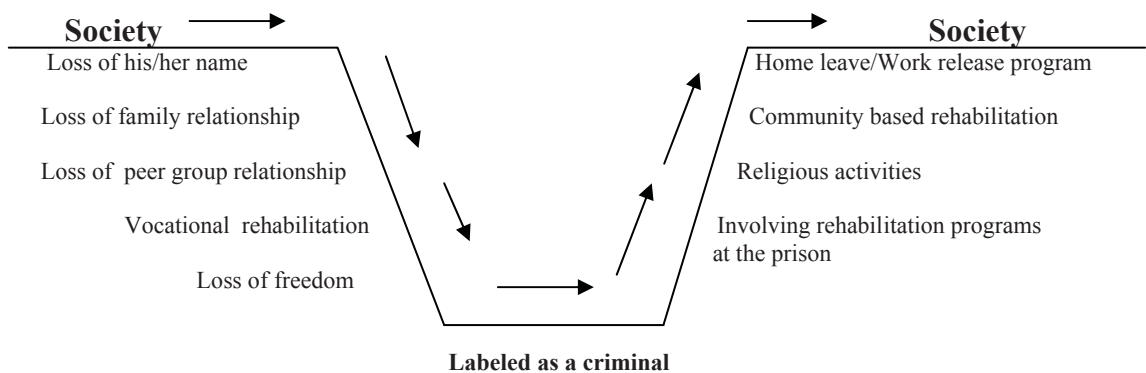 Society
Loss of his/her name
Loss of family relationship
Loss of peer group relationship
Vocational rehabilitation
Loss of freedom
Labeled as a criminal
Society
Home leave/Work release program
Community based rehabilitation
Religious activities
Involving rehabilitation programs
at the prison